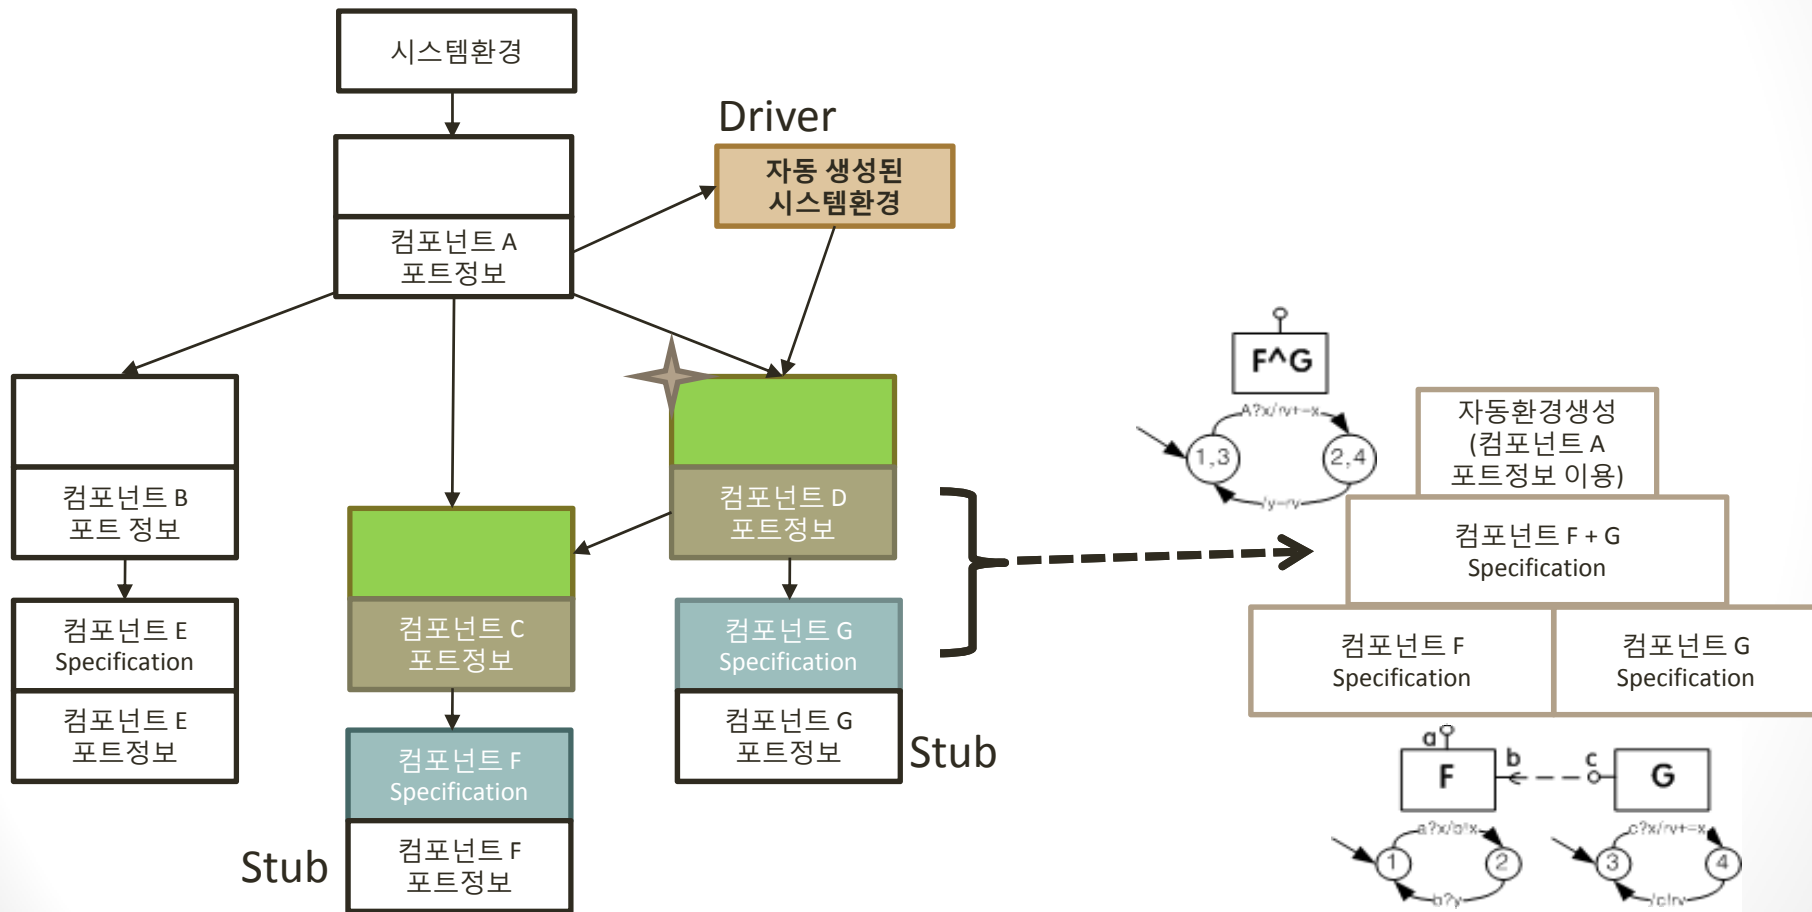 시스템환경
Driver
자동 생성된
시스템환경
컴포넌트 A
포트정보
컴포넌트 B
포트 정보
컴포넌트 E
Specification
컴포넌트 E
포트정보
컴포넌트 C
포트정보
컴포넌트 F
Specification
컴포넌트 F
포트정보
Stub
컴포넌트 D
포트정보
컴포넌트 G
Specification
컴포넌트 G
포트정보
Stub
F^G
A?x/rv+=x
1,3
2,4
/y=rv
자동환경생성
(컴포넌트 A
포트정보 이용)
컴포넌트 F + G
Specification
컴포넌트 F
Specification
컴포넌트 G
Specification
a
F
b
c
G
a?x/b!x
1
2
b?y
c?x/rv+=x
3
4
/c!rv